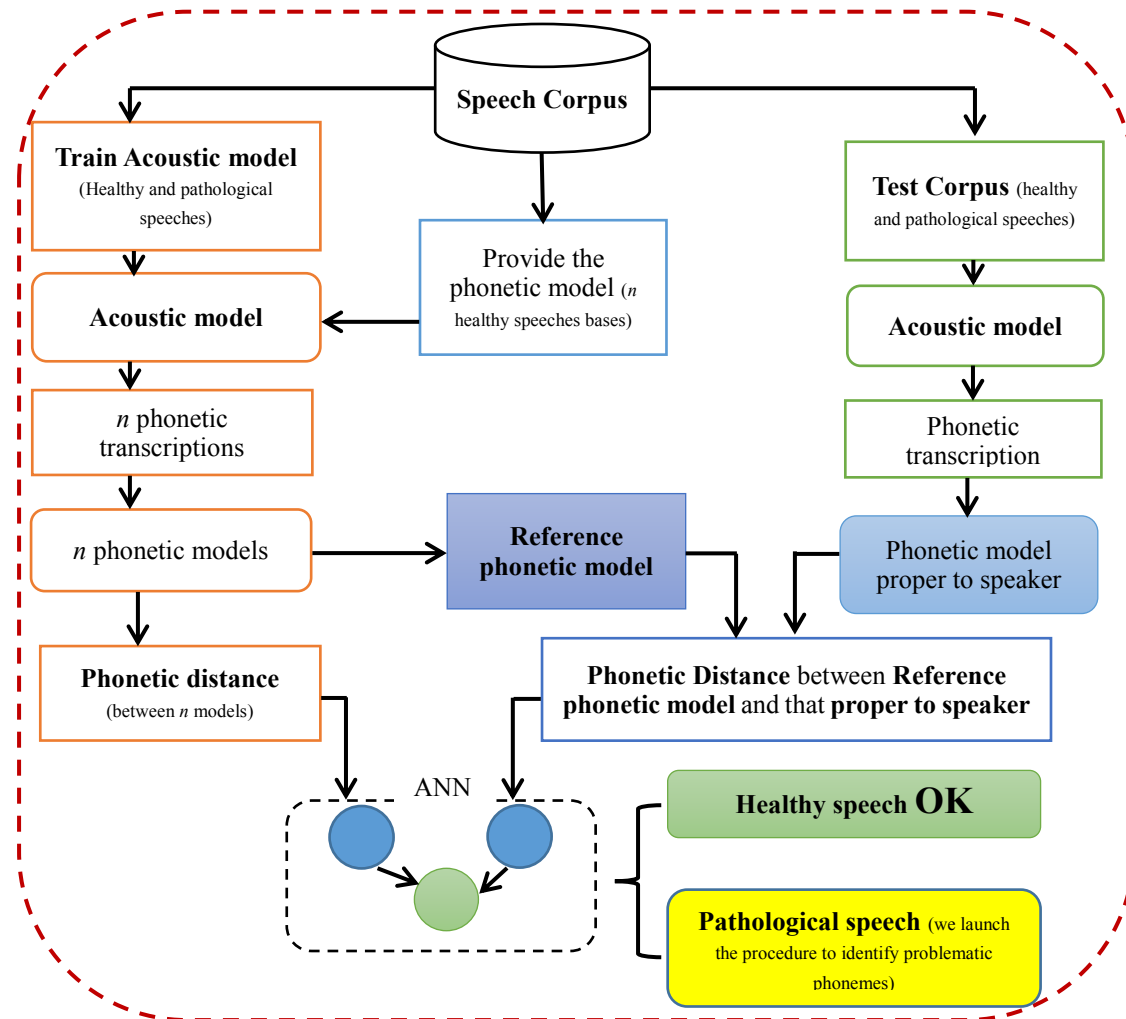 Speech Corpus
Train Acoustic model
(Healthy and pathological
speeches)
Test Corpus (healthy
and pathological speeches)
Provide the
phonetic model (n
healthy speeches bases)
Acoustic model
Acoustic model
n phonetic
transcriptions
Phonetic
transcription
n phonetic models
Reference
phonetic model
Phonetic model
proper to speaker
Phonetic distance
(between n models)
Phonetic Distance between Reference
phonetic model and that proper to speaker
ANN
Healthy speech OK
Pathological speech (we launch
the procedure to identify problematic
phonemes)